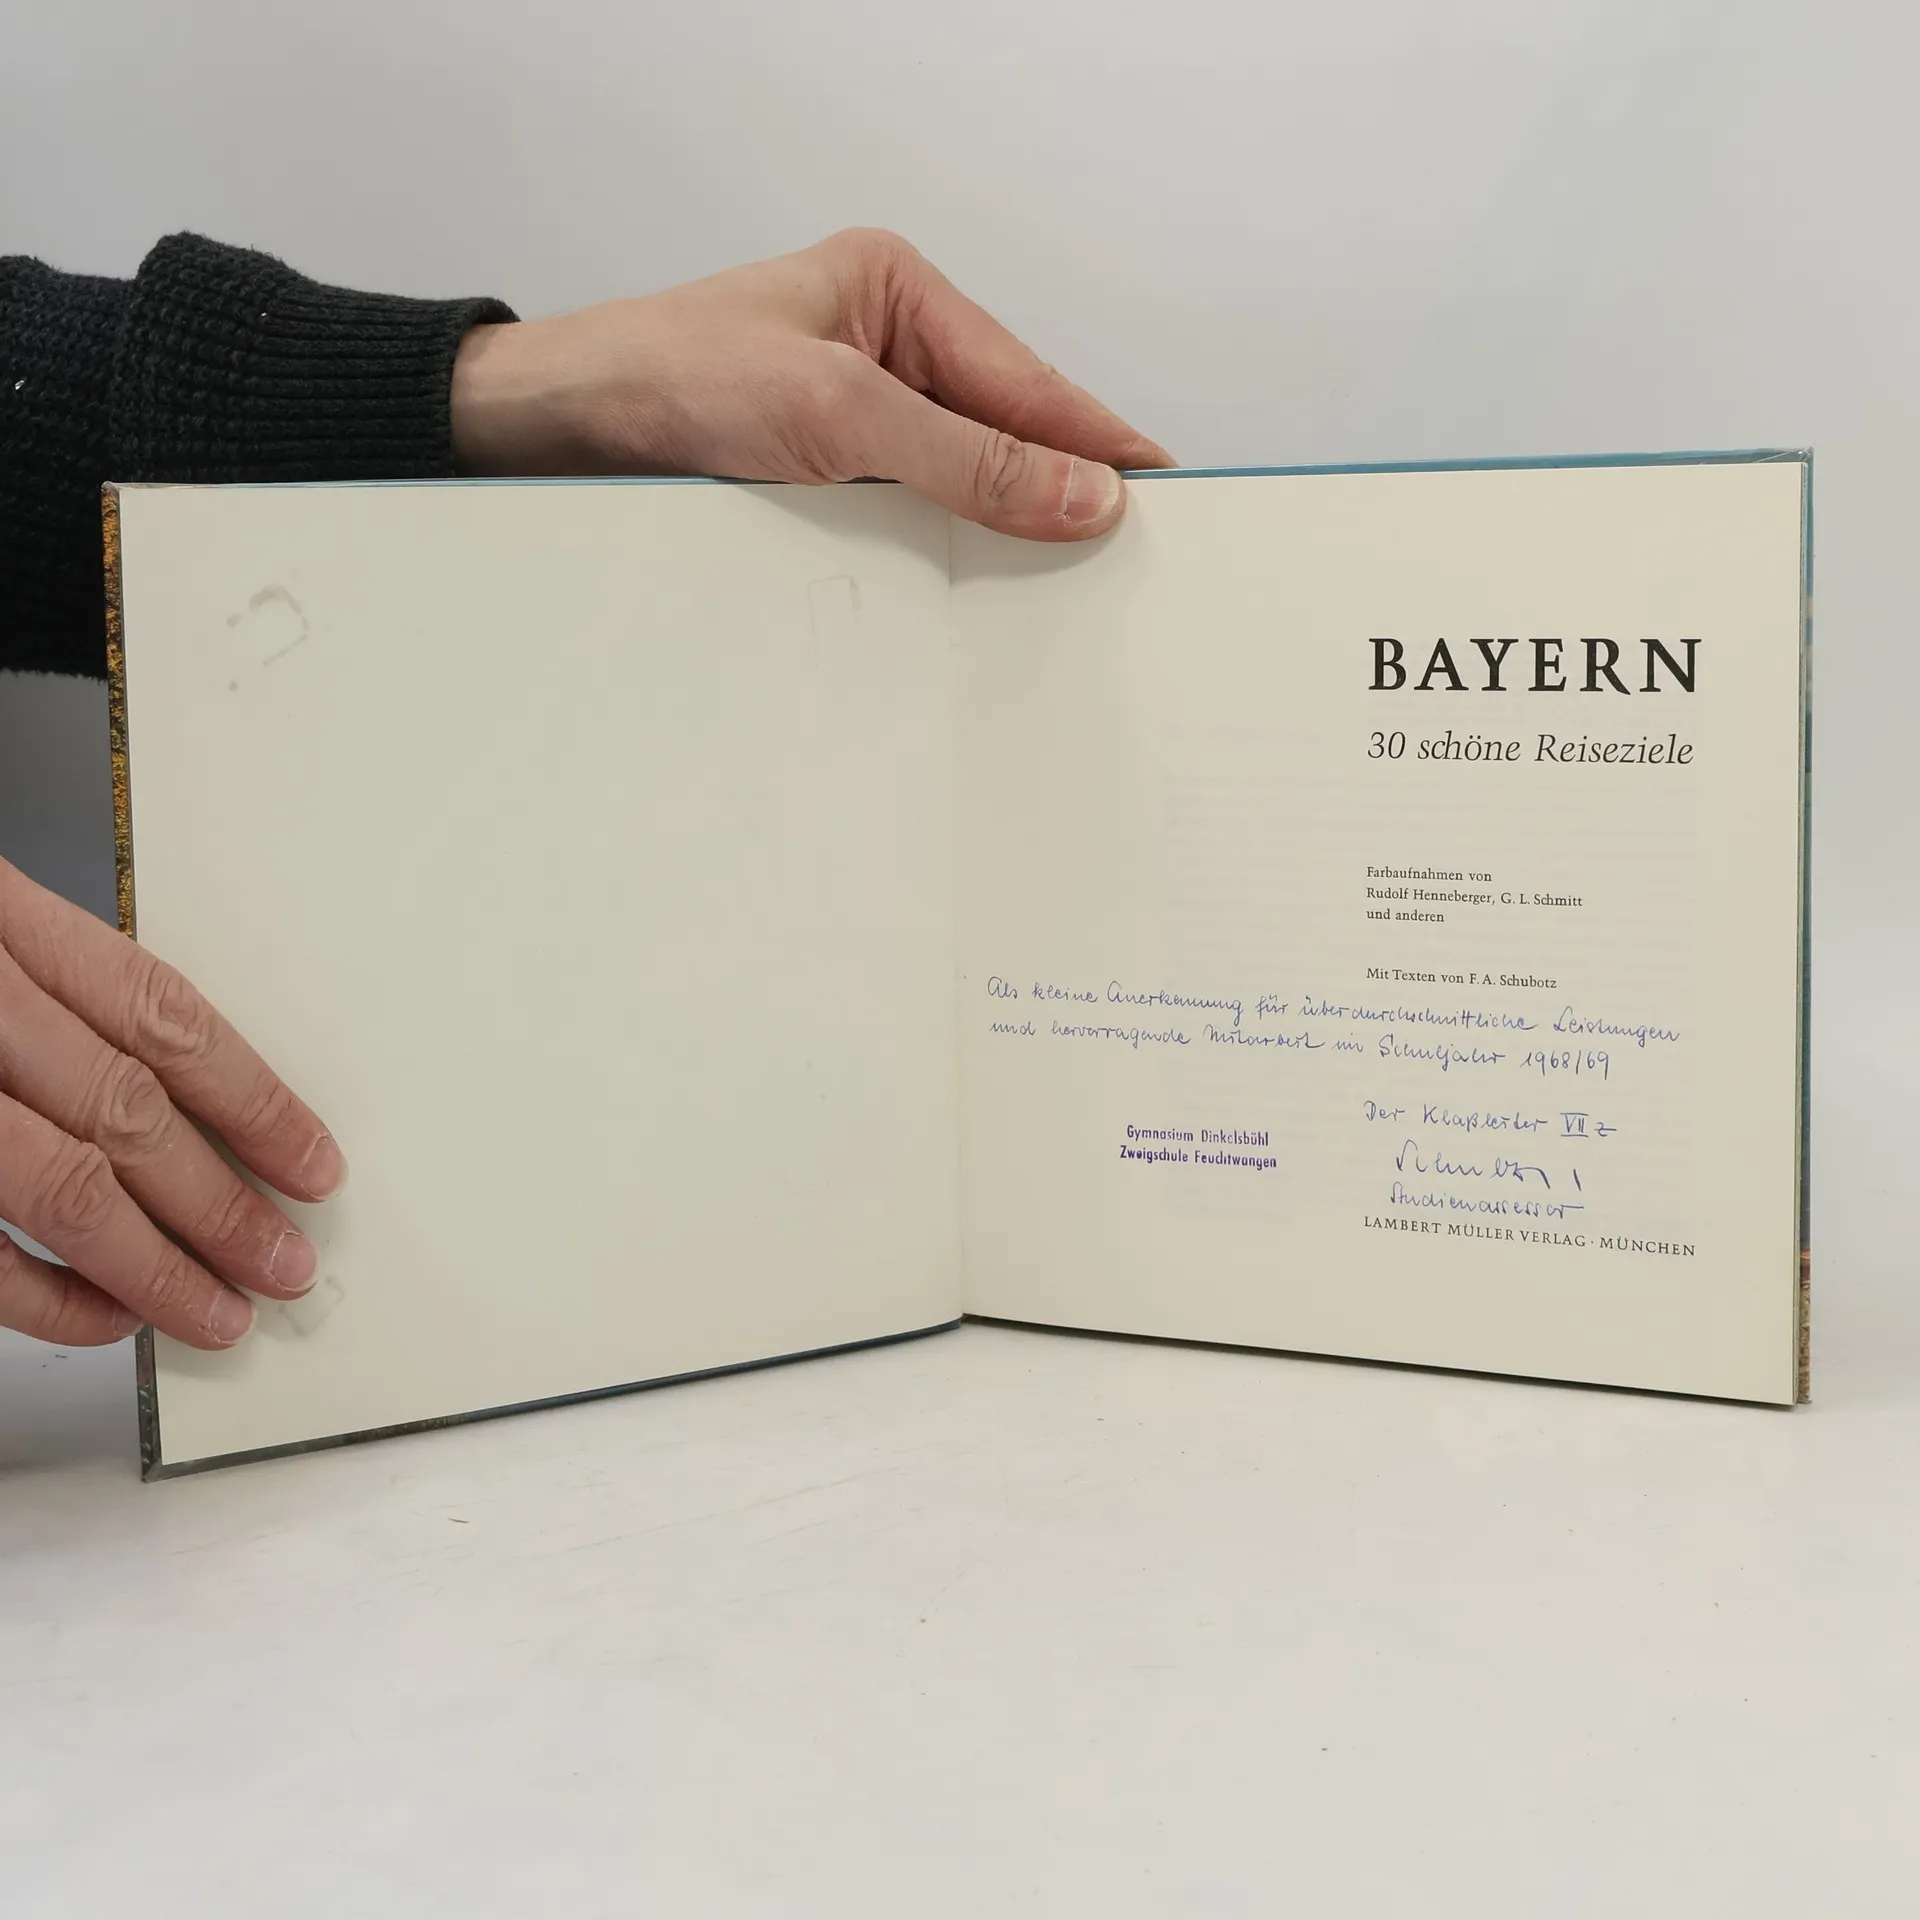 BAYERN
30 schöne Reiseziele
Farbaufnahmen von
Rudolf Henneberger, G. L. Schmitt
und anderen
Mit Texten von F. A. Schubotz
Als kleine Anerkennung für überdurchschnittliche Leistungen
und hervorragende Mitarbeit im Schuljahr 1968/69
Der Klaßleiter VII z
Gymnasium Dinkelsbühl
Zweigschule Feuchtwangen
Studienassessor
LAMBERT MÜLLER VERLAG · MÜNCHEN